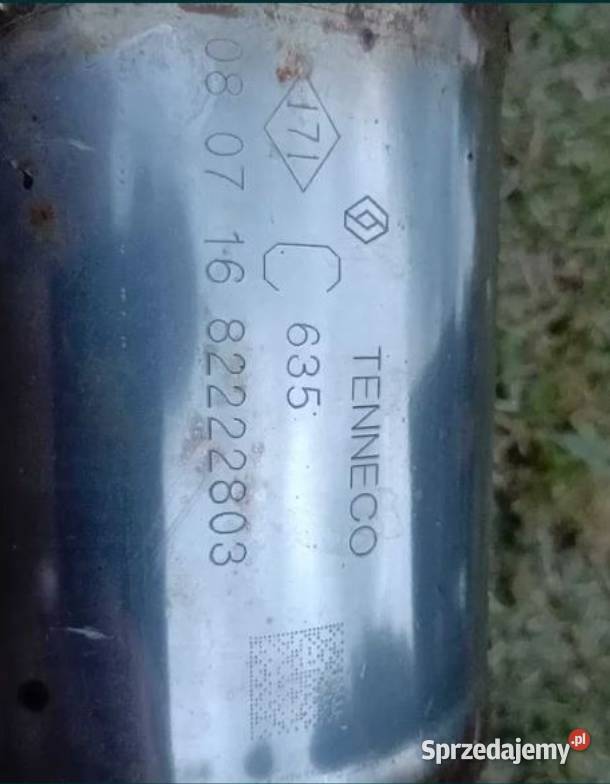 TENNECO
171 C 635
08 07 16 82222803
Sprzedajemy.pl